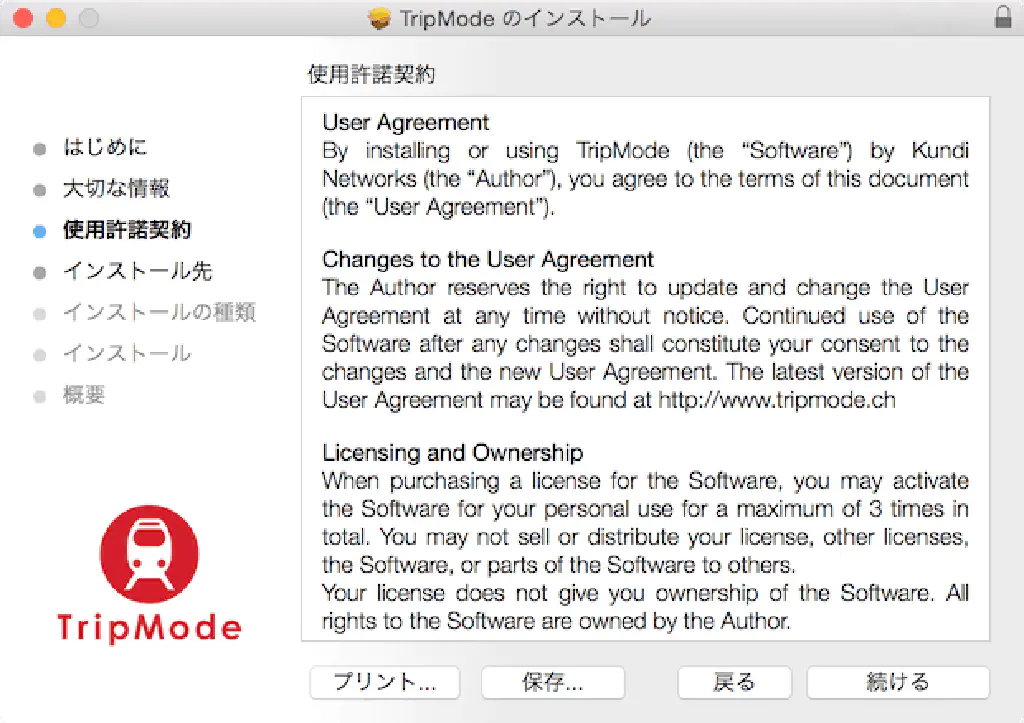 TripMode のインストール
使用許諾契約
はじめに
大切な情報
使用許諾契約
インストール先
インストールの種類
インストール
概要
TripMode
User Agreement
By installing or using TripMode (the “Software”) by Kundi
Networks (the “Author”), you agree to the terms of this document
(the “User Agreement”).
Changes to the User Agreement
The Author reserves the right to update and change the User
Agreement at any time without notice. Continued use of the
Software after any changes shall constitute your consent to the
changes and the new User Agreement. The latest version of the
User Agreement may be found at http://www.tripmode.ch
Licensing and Ownership
When purchasing a license for the Software, you may activate
the Software for your personal use for a maximum of 3 times in
total. You may not sell or distribute your license, other licenses,
the Software, or parts of the Software to others.
Your license does not give you ownership of the Software. All
rights to the Software are owned by the Author.
プリント...
保存...
戻る
続ける